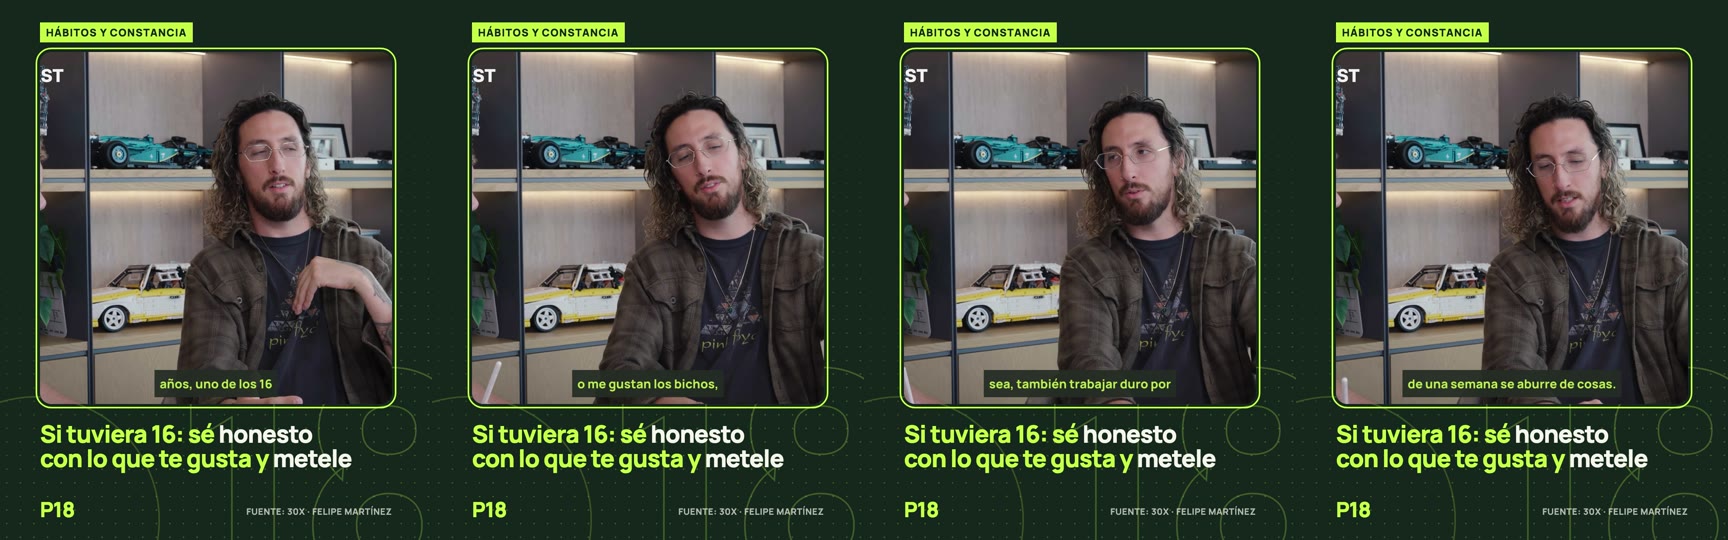 HÁBITOS Y CONSTANCIA
ST
años, uno de los 16
Si tuviera 16: sé honesto
con lo que te gusta y metele
P18
FUENTE: 30X · FELIPE MARTÍNEZ
HÁBITOS Y CONSTANCIA
ST
o me gustan los bichos,
Si tuviera 16: sé honesto
con lo que te gusta y metele
P18
FUENTE: 30X · FELIPE MARTÍNEZ
HÁBITOS Y CONSTANCIA
ST
sea, también trabajar duro por
Si tuviera 16: sé honesto
con lo que te gusta y metele
P18
FUENTE: 30X · FELIPE MARTÍNEZ
HÁBITOS Y CONSTANCIA
ST
de una semana se aburre de cosas.
Si tuviera 16: sé honesto
con lo que te gusta y metele
P18
FUENTE: 30X · FELIPE MARTÍNEZ